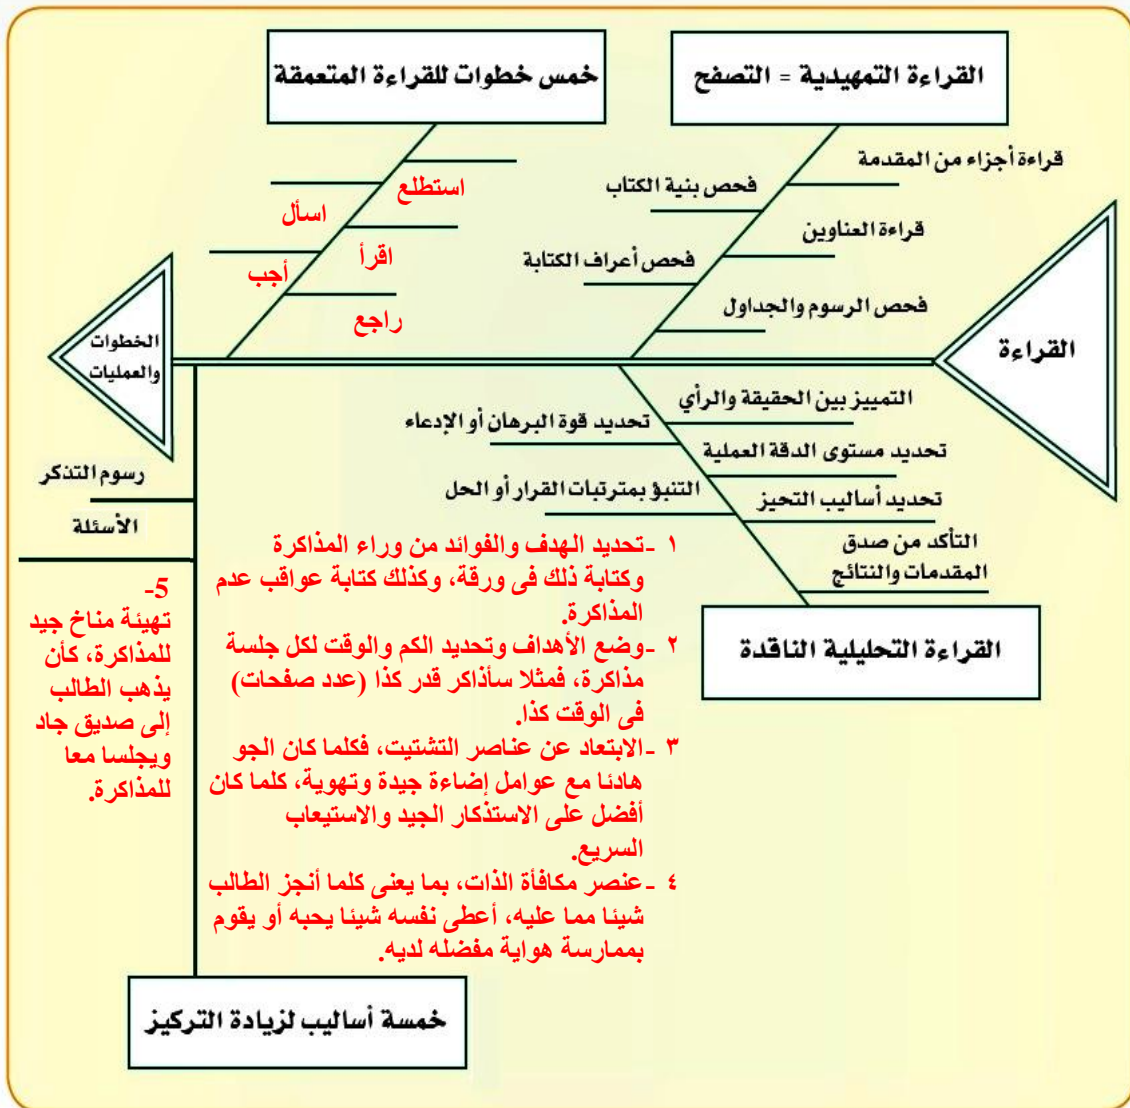 القراءة التمهيدية = التصفح
خمس خطوات للقراءة المتعمقة
قراءة أجزاء من المقدمة
فحص بنية الكتاب
قراءة العناوين
فحص أعراف الكتابة
فحص الرسوم والجداول
استطلع
اسأل
اقرأ
أجب
راجع
القراءة
الخطوات
والعمليات
التمييز بين الحقيقة والرأي
تحديد قوة البرهان أو الإدعاء
تحديد مستوى الدقة العملية
التنبؤ بمترتبات القرار أو الحل
تحديد أساليب التحيز
التأكد من صدق
المقدمات والنتائج
القراءة التحليلية الناقدة
رسوم التذكر
الأسئلة
١ -تحديد الهدف والفوائد من وراء المذاكرة
وكتابة ذلك فى ورقة، وكذلك كتابة عواقب عدم
المذاكرة.
٢ -وضع الأهداف وتحديد الكم والوقت لكل جلسة
مذاكرة، فمثلا سأذاكر قدر كذا (عدد صفحات)
فى الوقت كذا.
٣ -الابتعاد عن عناصر التشتيت، فكلما كان الجو
هادئا مع عوامل إضاءة جيدة وتهوية، كلما كان
أفضل على الاستذكار الجيد والاستيعاب
السريع.
٤ -عنصر مكافأة الذات، بما يعنى كلما أنجز الطالب
شيئا مما عليه، أعطى نفسه شيئا يحبه أو يقوم
بممارسة هواية مفضله لديه.
5-
تهيئة مناخ جيد
للمذاكرة، كأن
يذهب الطالب
إلى صديق جاد
ويجلسا معا
للمذاكرة.
خمسة أساليب لزيادة التركيز